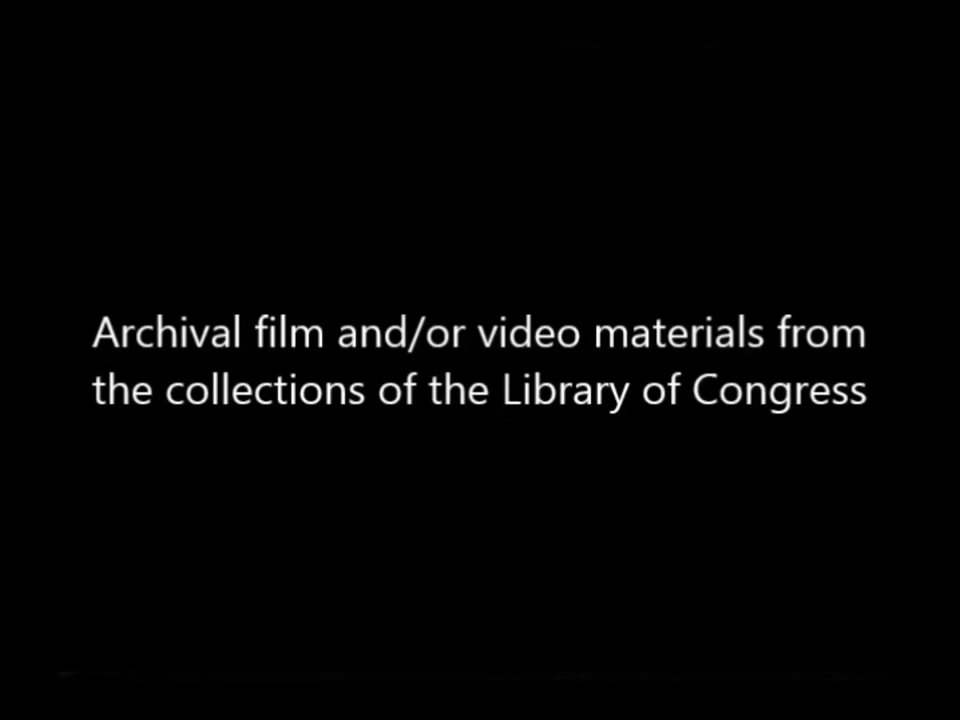 Archival film and/or video materials from
the collections of the Library of Congress